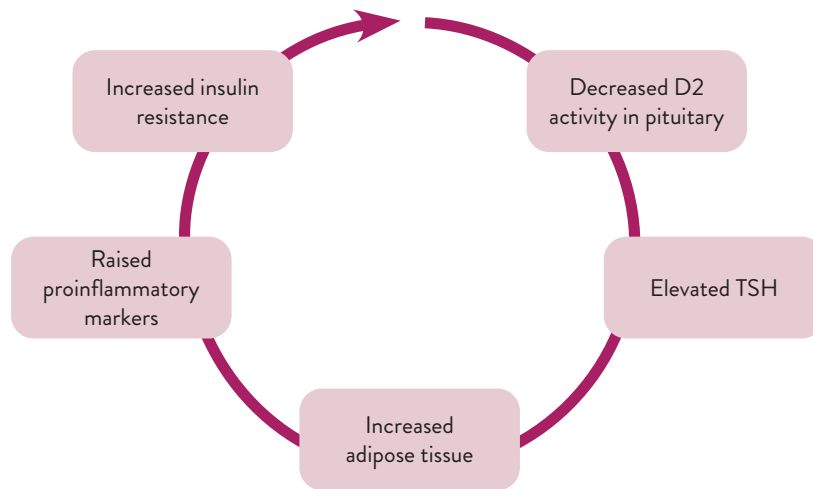 Increased insulin
resistance
Decreased D2
activity in pituitary
Raised
proinflammatory
markers
Elevated TSH
Increased
adipose tissue